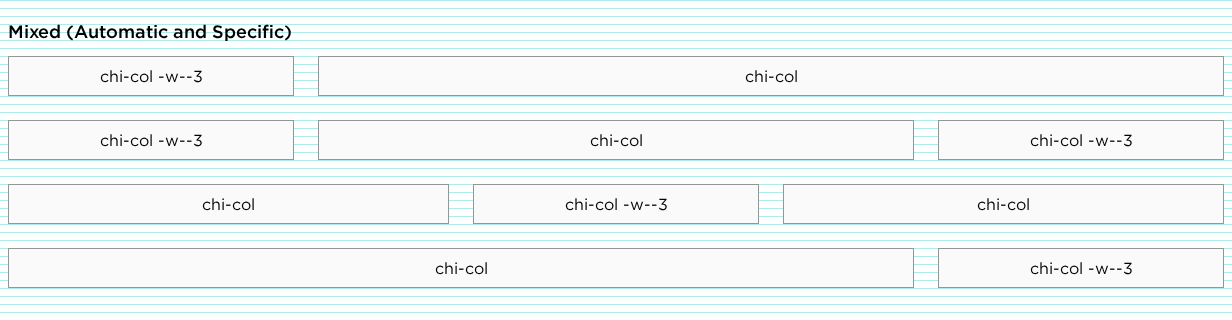 Mixed (Automatic and Specific)
chi-col -w--3 chi-col
chi-col -w--3 chi-col chi-col -w--3
chi-col chi-col -w--3 chi-col
chi-col chi-col -w--3